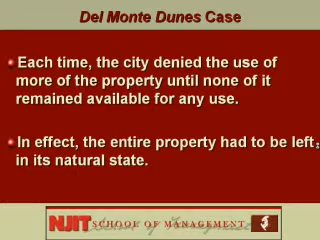 Del Monte Dunes Case
Each time, the city denied the use of
more of the property until none of it
remained available for any use.
In effect, the entire property had to be left
in its natural state.
NJIT SCHOOL OF MANAGEMENT